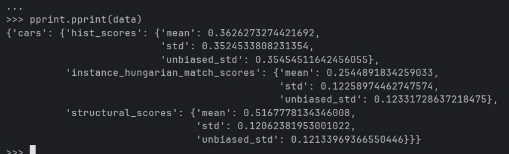 ...
>>> pprint.pprint(data)
{'cars': {'hist_scores': {'mean': 0.3626273274421692,
'std': 0.3524533808231354,
'unbiased_std': 0.35454511642456055},
'instance_hungarian_match_scores': {'mean': 0.2544891834259033,
'std': 0.12258974462747574,
'unbiased_std': 0.12331728637218475},
'structural_scores': {'mean': 0.5167778134346008,
'std': 0.12062381953001022,
'unbiased_std': 0.12133969366550446}}}
>>>